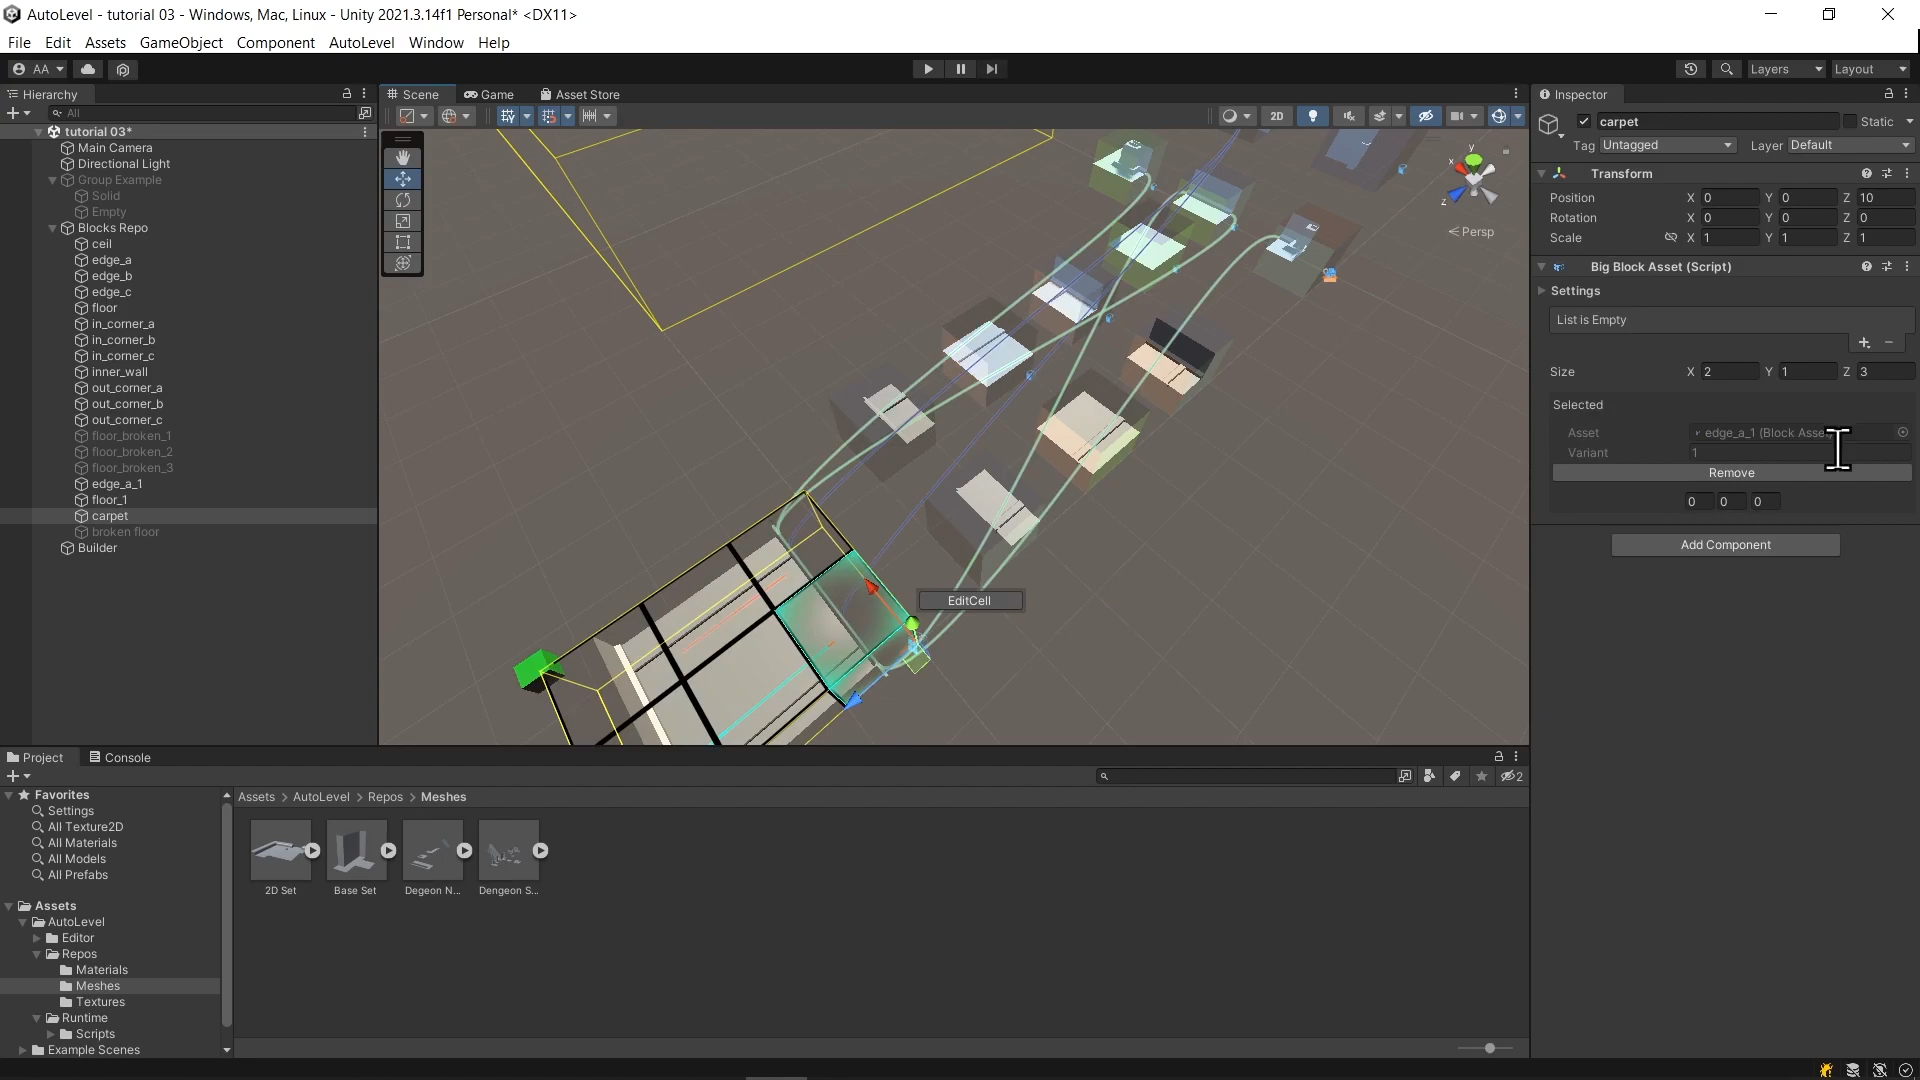 AutoLevel - tutorial 03 - Windows, Mac, Linux - Unity 2021.3.14f1 Personal* <DX11>
File Edit Assets GameObject Component AutoLevel Window Help
AA
Layers
Layout
Hierarchy
All
tutorial 03*
Main Camera
Directional Light
Group Example
Solid
Empty
Blocks Repo
ceil
edge_a
edge_b
edge_c
floor
in_corner_a
in_corner_b
in_corner_c
inner_wall
out_corner_a
out_corner_b
out_corner_c
floor_broken_1
floor_broken_2
floor_broken_3
edge_a_1
floor_1
carpet
broken floor
Builder
Scene
Game
Asset Store
2D
y
x
z
Persp
EditCell
Inspector
carpet
Static
Tag Untagged
Layer Default
Transform
Position X 0 Y 0 Z 10
Rotation X 0 Y 0 Z 0
Scale X 1 Y 1 Z 1
Big Block Asset (Script)
Settings
List is Empty
Size X 2 Y 1 Z 3
Selected
Asset edge_a_1 (Block Asset)
Variant 1
Remove
0 0 0
Add Component
Project
Console
2
Favorites
Settings
All Texture2D
All Materials
All Models
All Prefabs
Assets
AutoLevel
Editor
Repos
Materials
Meshes
Textures
Runtime
Scripts
Example Scenes
Assets > AutoLevel > Repos > Meshes
2D Set
Base Set
Degeon N...
Dengeon S...